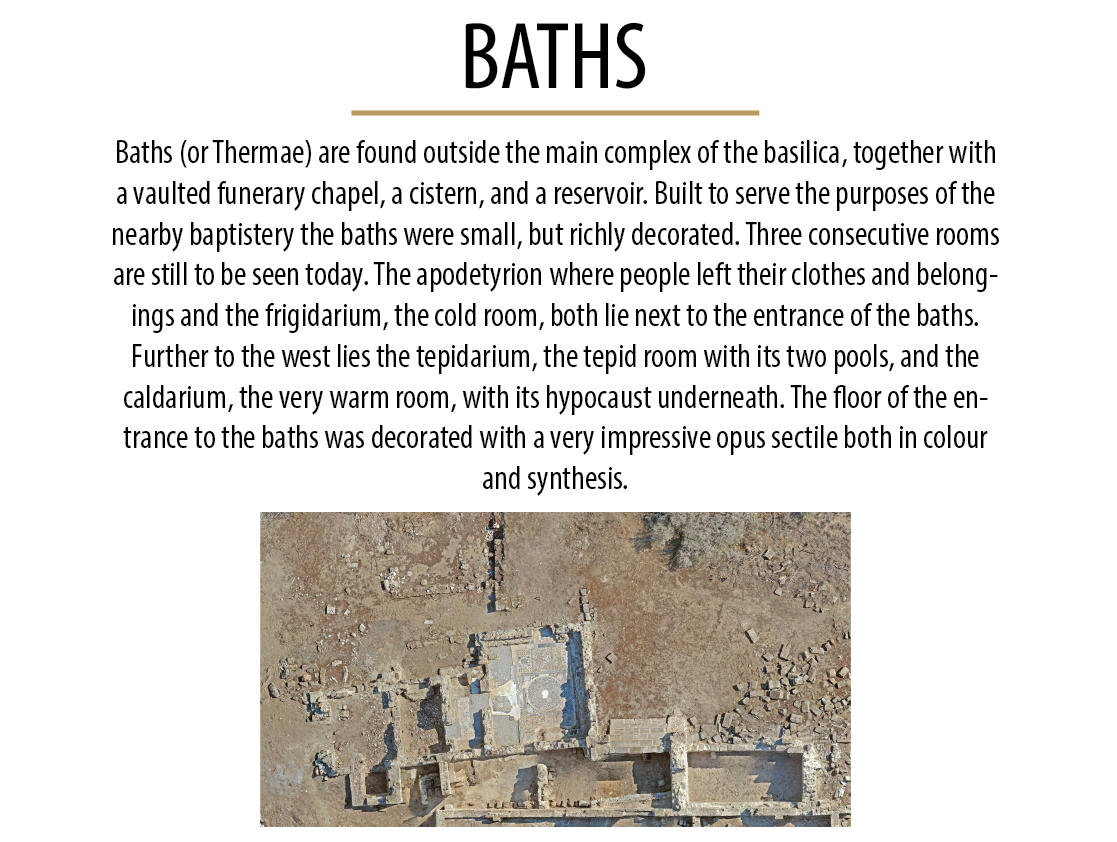 BATHS
Baths (or Thermae) are found outside the main complex of the basilica, together with
a vaulted funerary chapel, a cistern, and a reservoir. Built to serve the purposes of the
nearby baptistery the baths were small, but richly decorated. Three consecutive rooms
are still to be seen today. The apodetyrion where people left their clothes and belong-
ings and the frigidarium, the cold room, both lie next to the entrance of the baths.
Further to the west lies the tepidarium, the tepid room with its two pools, and the
caldarium, the very warm room, with its hypocaust underneath. The floor of the en-
trance to the baths was decorated with a very impressive opus sectile both in colour
and synthesis.